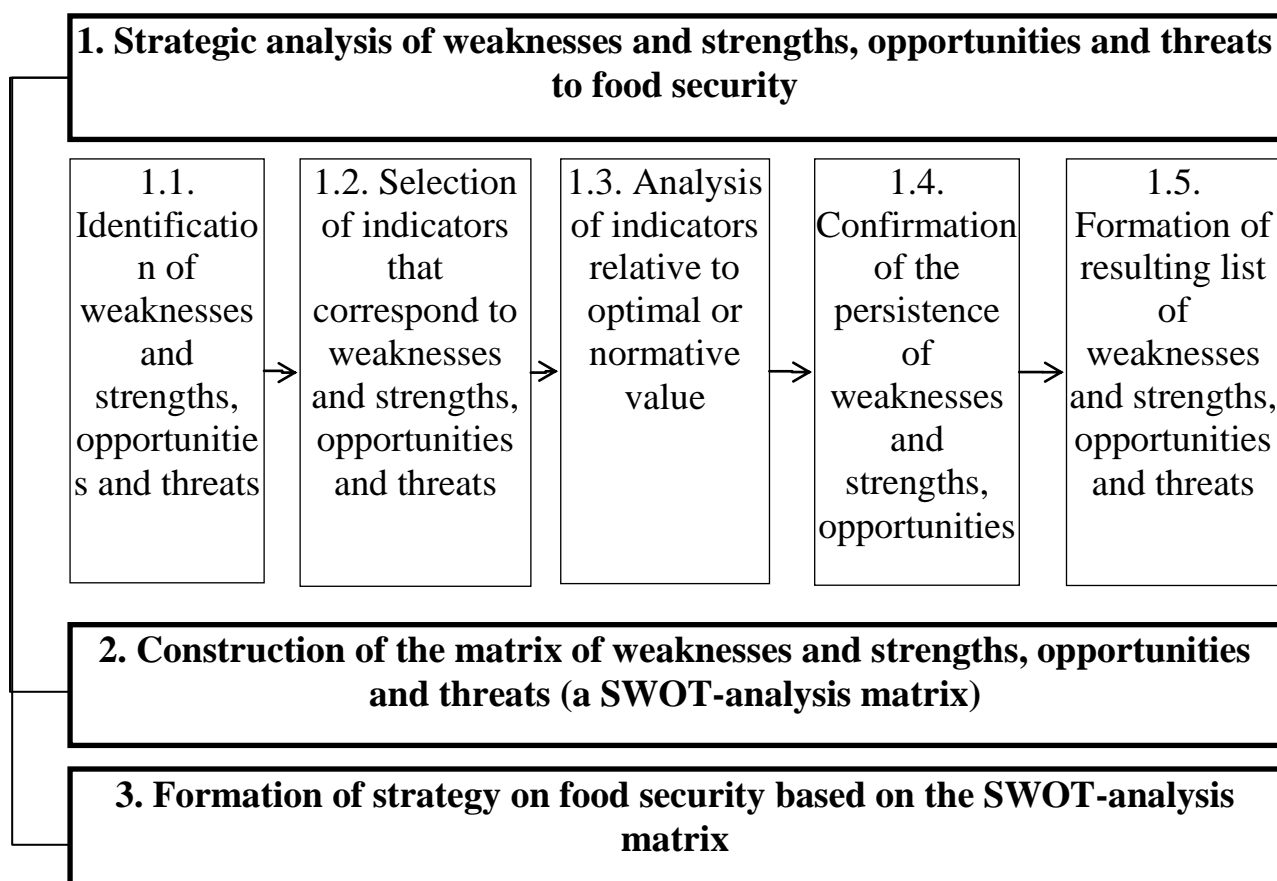 1. Strategic analysis of weaknesses and strengths, opportunities and threats
to food security
1.1.
Identificatio
n of
weaknesses
and
strengths,
opportunitie
s and threats
1.2. Selection
of indicators
that
correspond to
weaknesses
and strengths,
opportunities
and threats
1.3. Analysis
of indicators
relative to
optimal or
normative
value
1.4.
Confirmation
of the
persistence
of
weaknesses
and
strengths,
opportunities
1.5.
Formation of
resulting list
of
weaknesses
and strengths,
opportunities
and threats
2. Construction of the matrix of weaknesses and strengths, opportunities
and threats (a SWOT-analysis matrix)
3. Formation of strategy on food security based on the SWOT-analysis
matrix